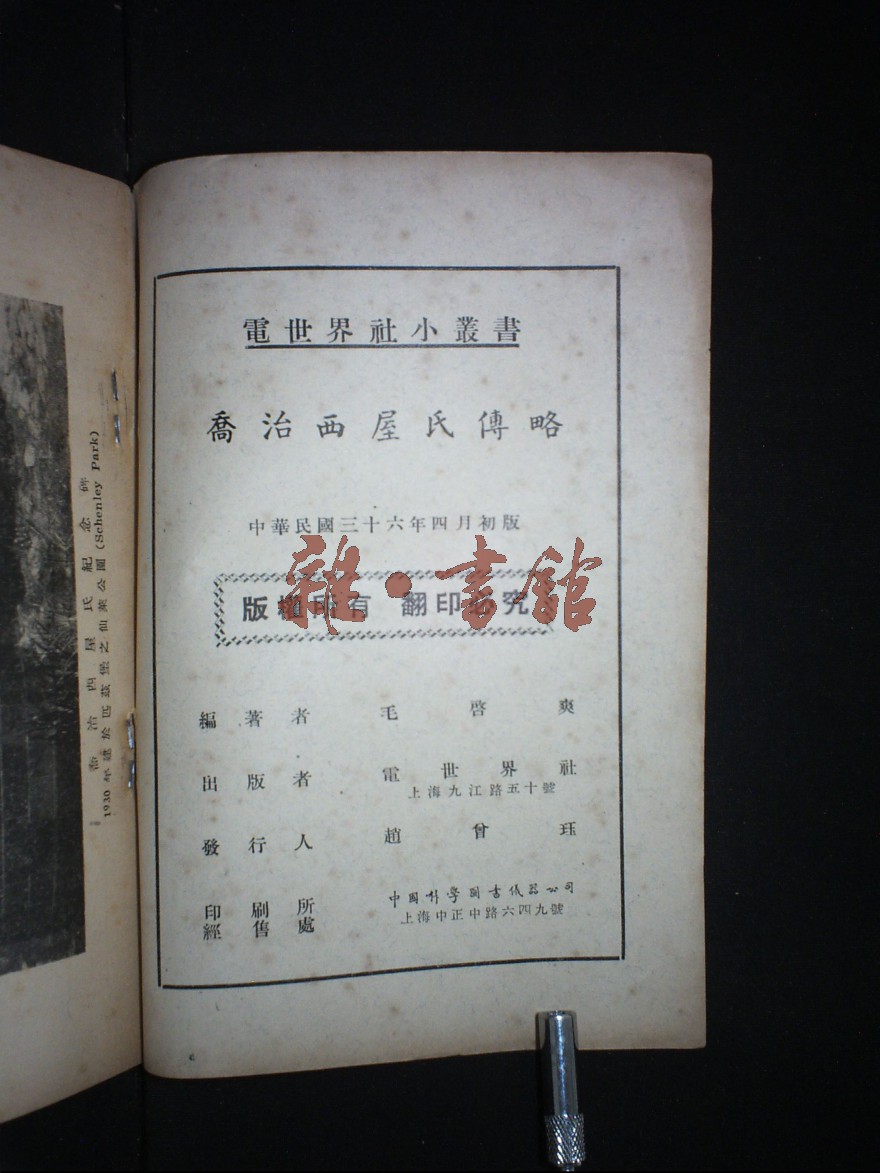 電世界社小叢書
喬治西屋氏傳略
中華民國三十六年四月初版
雜·書館
版權所有 翻印必究
編著者 毛啓爽
出版者 電世界社
上海九江路五十號
發行人 趙曾珏
印刷所
經售處
中國科學圖書儀器公司
上海中正中路六四九號
喬治西屋氏紀念碑
1930年建於匹茲堡之仙萊公園 (Schenley Park)